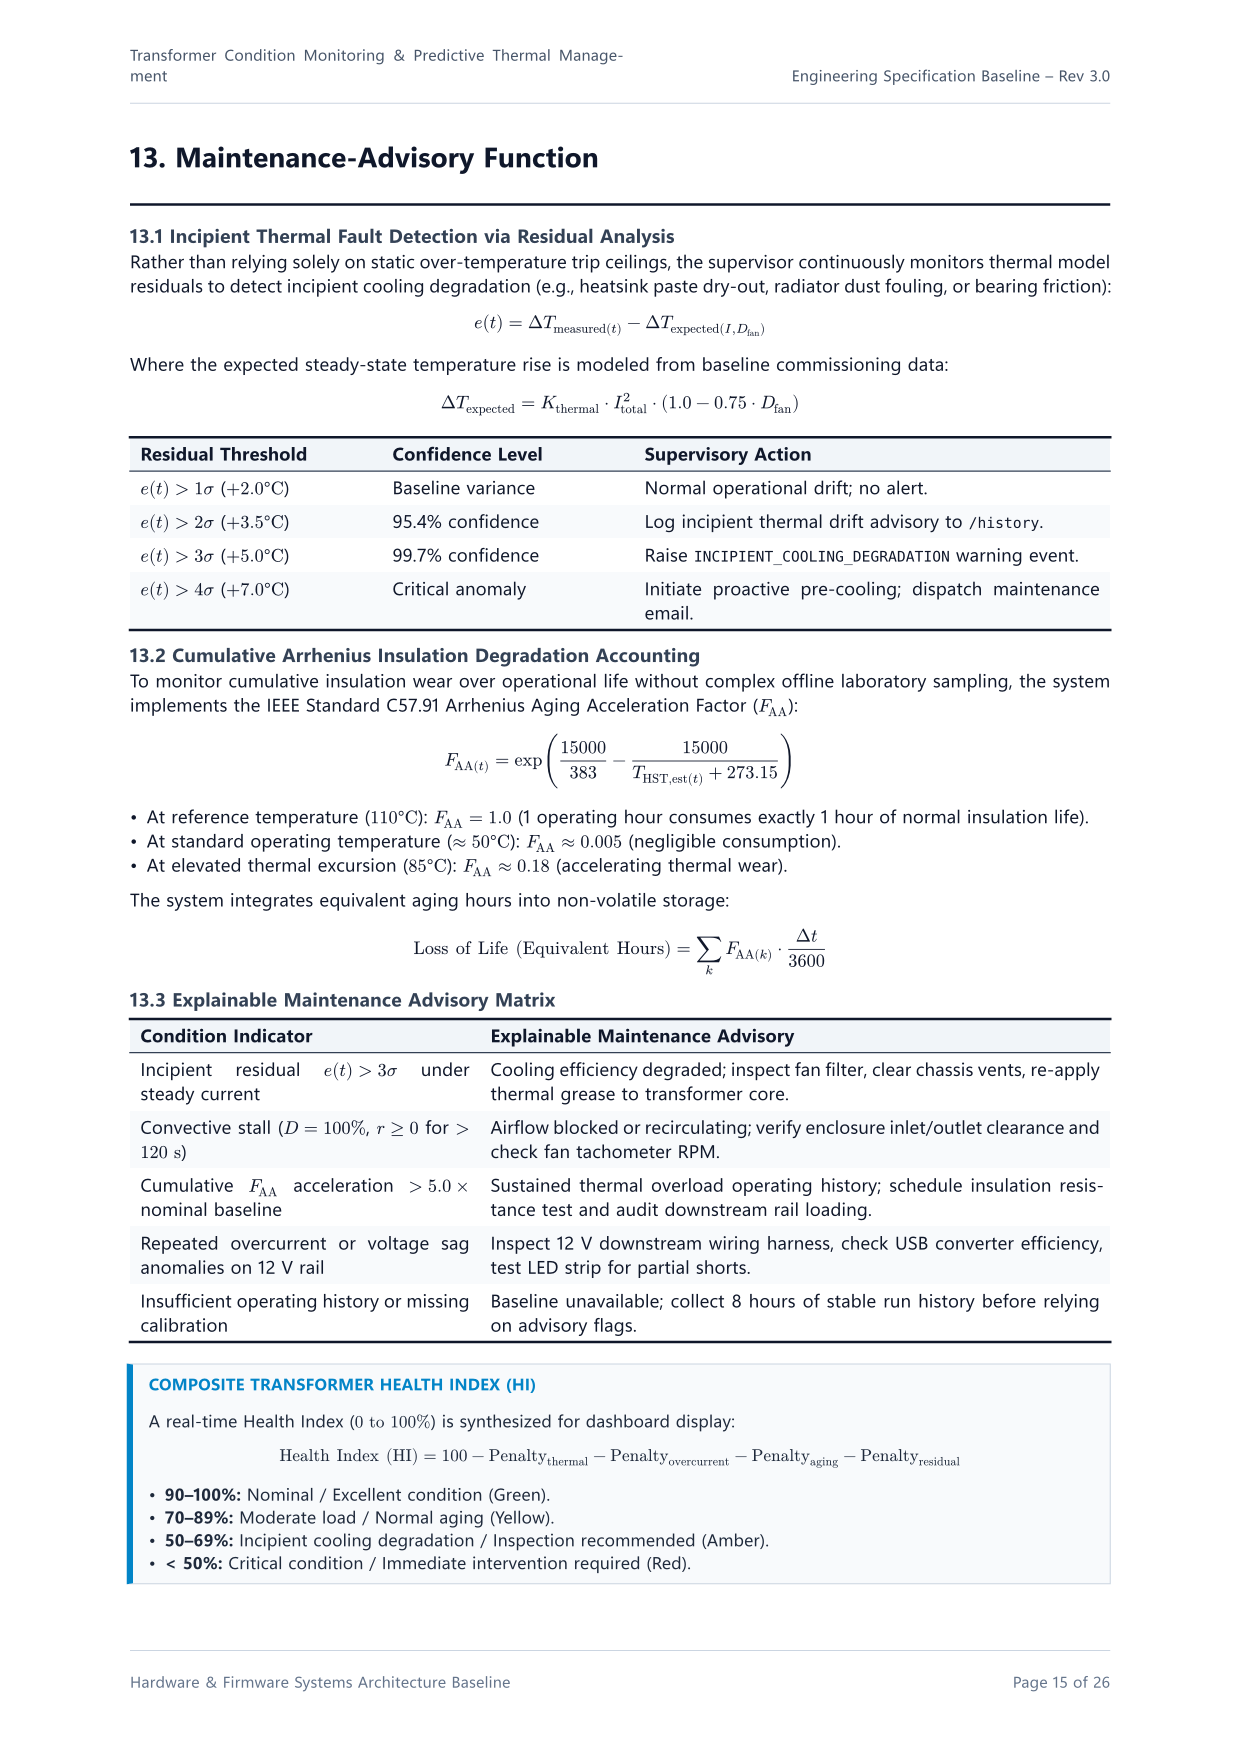 Transformer Condition Monitoring & Predictive Thermal Manage-
ment
Engineering Specification Baseline – Rev 3.0
13. Maintenance-Advisory Function
13.1 Incipient Thermal Fault Detection via Residual Analysis
Rather than relying solely on static over-temperature trip ceilings, the supervisor continuously monitors thermal model
residuals to detect incipient cooling degradation (e.g., heatsink paste dry-out, radiator dust fouling, or bearing friction):
e(t) = ΔT_measured(t) − ΔT_expected(I,D_fan)
Where the expected steady-state temperature rise is modeled from baseline commissioning data:
ΔT_expected = K_thermal · I²_total · (1.0 − 0.75 · D_fan)
Residual Threshold Confidence Level Supervisory Action
e(t) > 1σ (+2.0°C) Baseline variance Normal operational drift; no alert.
e(t) > 2σ (+3.5°C) 95.4% confidence Log incipient thermal drift advisory to /history.
e(t) > 3σ (+5.0°C) 99.7% confidence Raise INCIPIENT_COOLING_DEGRADATION warning event.
e(t) > 4σ (+7.0°C) Critical anomaly Initiate proactive pre-cooling; dispatch maintenance
email.
13.2 Cumulative Arrhenius Insulation Degradation Accounting
To monitor cumulative insulation wear over operational life without complex offline laboratory sampling, the system
implements the IEEE Standard C57.91 Arrhenius Aging Acceleration Factor (F_AA):
F_AA(t) = exp(15000/383 − 15000/(T_HST,est(t) + 273.15))
• At reference temperature (110°C): F_AA = 1.0 (1 operating hour consumes exactly 1 hour of normal insulation life).
• At standard operating temperature (≈ 50°C): F_AA ≈ 0.005 (negligible consumption).
• At elevated thermal excursion (85°C): F_AA ≈ 0.18 (accelerating thermal wear).
The system integrates equivalent aging hours into non-volatile storage:
Loss of Life (Equivalent Hours) = ∑_k F_AA(k) · Δt/3600
13.3 Explainable Maintenance Advisory Matrix
Condition Indicator Explainable Maintenance Advisory
Incipient residual e(t) > 3σ under Cooling efficiency degraded; inspect fan filter, clear chassis vents, re-apply
steady current thermal grease to transformer core.
Convective stall (D = 100%, r ≥ 0 for > Airflow blocked or recirculating; verify enclosure inlet/outlet clearance and
120 s) check fan tachometer RPM.
Cumulative F_AA acceleration > 5.0 × Sustained thermal overload operating history; schedule insulation resis-
nominal baseline tance test and audit downstream rail loading.
Repeated overcurrent or voltage sag Inspect 12 V downstream wiring harness, check USB converter efficiency,
anomalies on 12 V rail test LED strip for partial shorts.
Insufficient operating history or missing Baseline unavailable; collect 8 hours of stable run history before relying
calibration on advisory flags.
COMPOSITE TRANSFORMER HEALTH INDEX (HI)
A real-time Health Index (0 to 100%) is synthesized for dashboard display:
Health Index (HI) = 100 − Penalty_thermal − Penalty_overcurrent − Penalty_aging − Penalty_residual
• 90–100%: Nominal / Excellent condition (Green).
• 70–89%: Moderate load / Normal aging (Yellow).
• 50–69%: Incipient cooling degradation / Inspection recommended (Amber).
• < 50%: Critical condition / Immediate intervention required (Red).
Hardware & Firmware Systems Architecture Baseline
Page 15 of 26